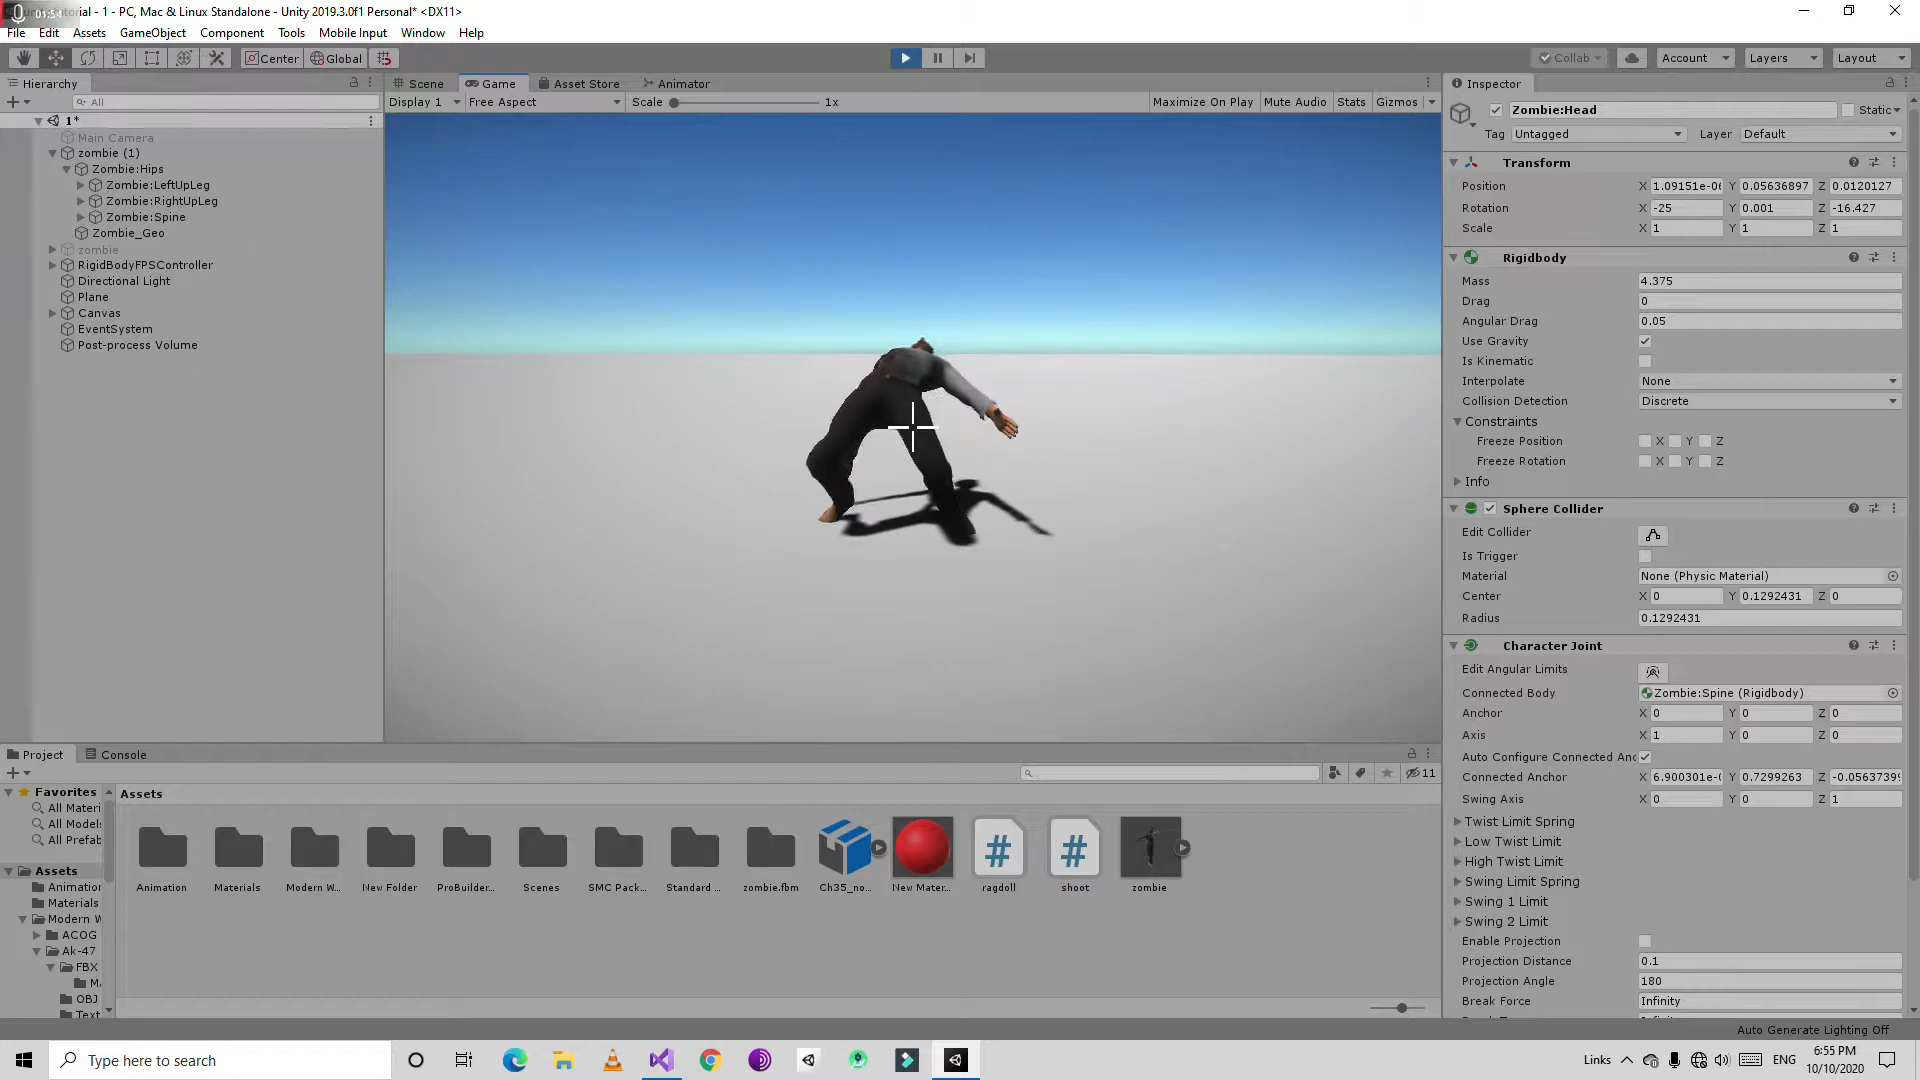 01:54
ial - 1 - PC, Mac & Linux Standalone - Unity 2019.3.0f1 Personal* <DX11>
File Edit Assets GameObject Component Tools Mobile Input Window Help
Center Global Collab Account Layers Layout
Hierarchy Scene Game Asset Store Animator Inspector
All Display 1 Free Aspect Scale 1x Maximize On Play Mute Audio Stats Gizmos
Zombie:Head Static
1*
Tag Untagged Layer Default
Main Camera
zombie (1)
Zombie:Hips
Zombie:LeftUpLeg
Zombie:RightUpLeg
Zombie:Spine
Zombie_Geo
zombie
RigidBodyFPSController
Directional Light
Plane
Canvas
EventSystem
Post-process Volume
Transform
Position X 1.09151e-0 Y 0.05636897 Z 0.0120127
Rotation X -25 Y 0.001 Z -16.427
Scale X 1 Y 1 Z 1
Rigidbody
Mass 4.375
Drag 0
Angular Drag 0.05
Use Gravity
Is Kinematic
Interpolate None
Collision Detection Discrete
Constraints
Freeze Position X Y Z
Freeze Rotation X Y Z
Info
Sphere Collider
Edit Collider
Is Trigger
Material None (Physic Material)
Center X 0 Y 0.1292431 Z 0
Radius 0.1292431
Character Joint
Edit Angular Limits
Connected Body Zombie:Spine (Rigidbody)
Anchor X 0 Y 0 Z 0
Axis X 1 Y 0 Z 0
Auto Configure Connected Anc
Connected Anchor X 6.900301e-0 Y 0.7299263 Z -0.0563739
Swing Axis X 0 Y 0 Z 1
Twist Limit Spring
Low Twist Limit
High Twist Limit
Swing Limit Spring
Swing 1 Limit
Swing 2 Limit
Enable Projection
Projection Distance 0.1
Projection Angle 180
Break Force Infinity
Project Console
11
Favorites
All Materi
All Models
All Prefab
Assets
Animation
Materials
Modern W
ACOG
Ak-47
FBX
Ma
OBJ
Text
Assets
Animation Materials Modern W... New Folder ProBuilder... Scenes SMC Pack... Standard ... zombie.fbm Ch35_no... New Mater... ragdoll shoot zombie
Auto Generate Lighting Off
Type here to search
Links ENG 6:55 PM
10/10/2020